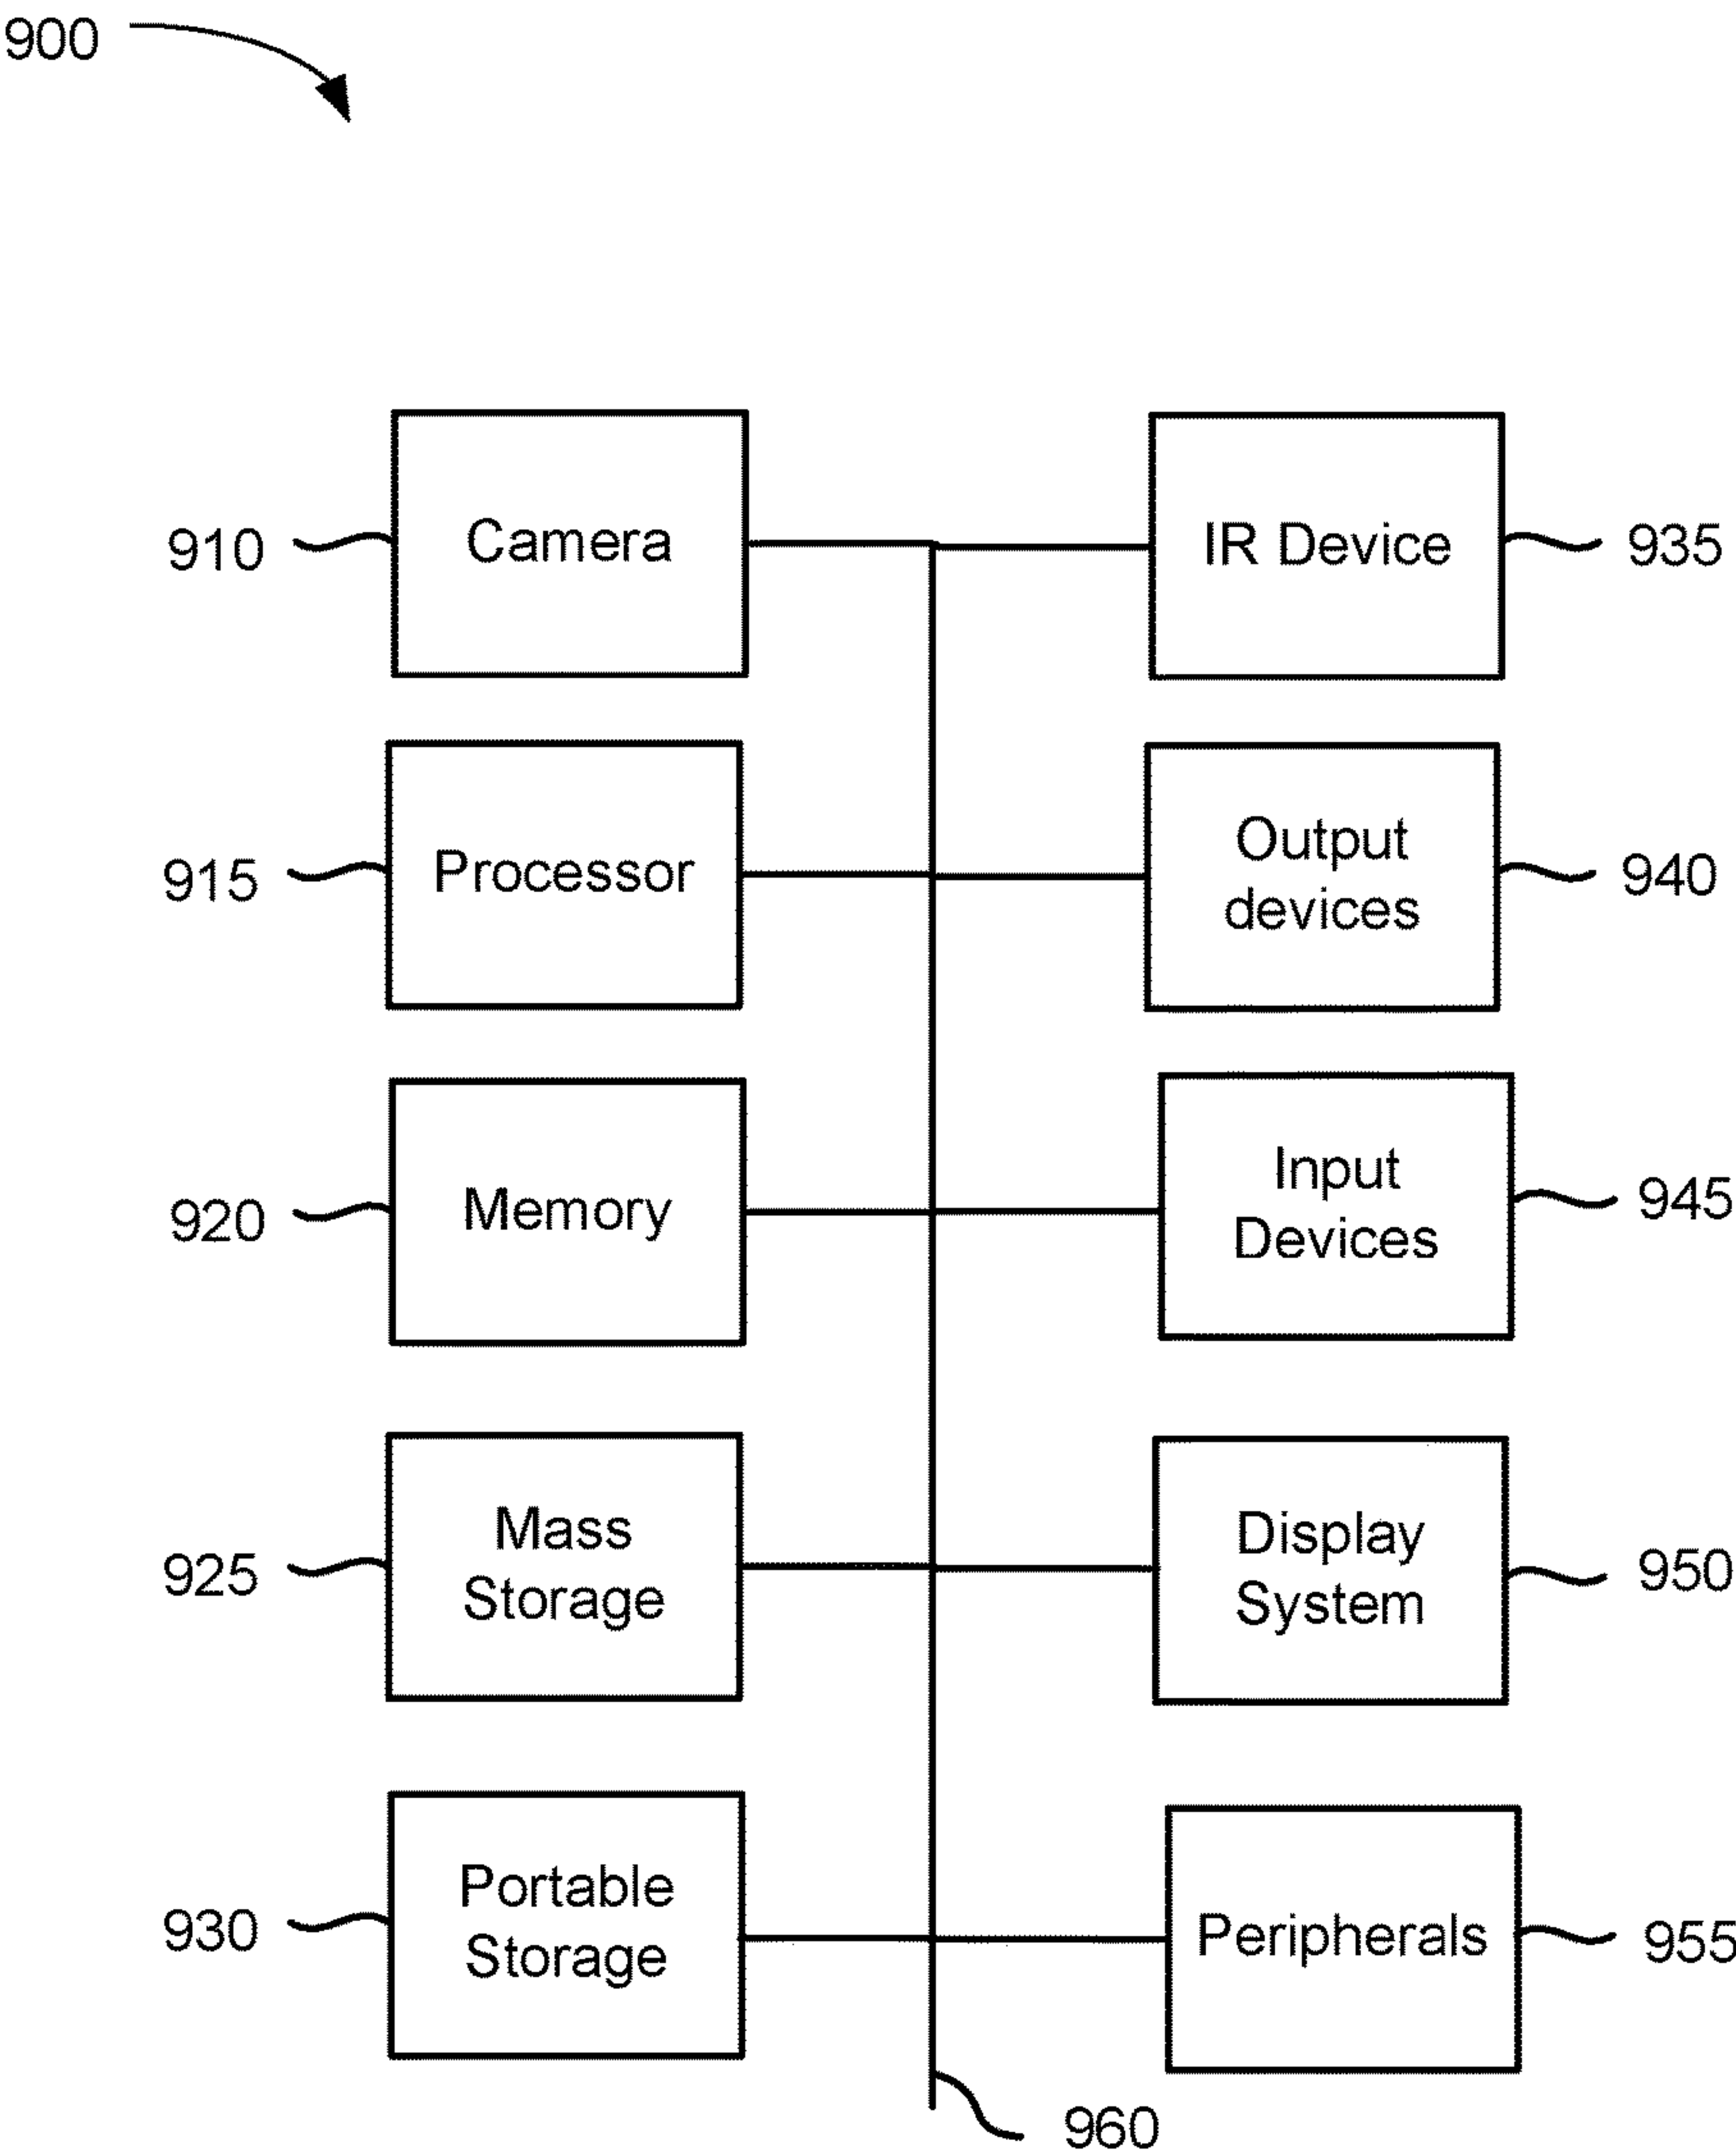 900
910
Camera
IR Device
935
915
Processor
Output
devices
940
920
Memory
Input
Devices
945
925
Mass
Storage
Display
System
950
930
Portable
Storage
Peripherals
955
960